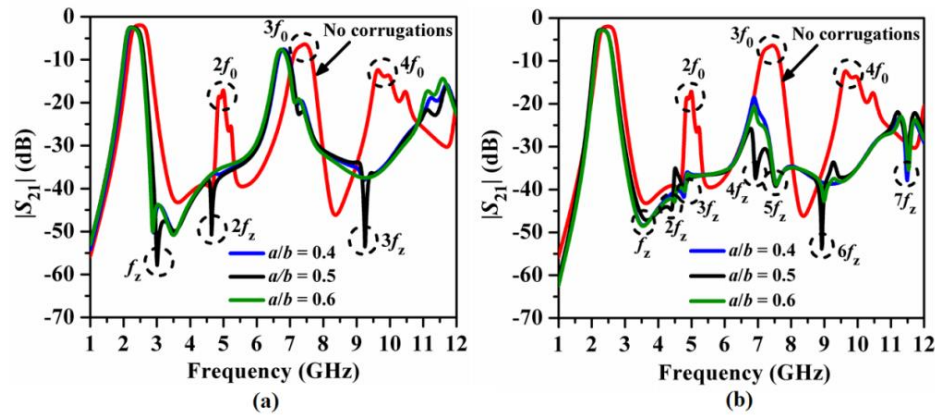 0
-10
-20
-30
-40
-50
-60
-70
|S21| (dB)
3f0
No corrugations
2f0
4f0
fz
2fz
3fz
a/b = 0.4
a/b = 0.5
a/b = 0.6
1 2 3 4 5 6 7 8 9 10 11 12
Frequency (GHz)
(a)
0
-10
-20
-30
-40
-50
-60
-70
|S21| (dB)
3f0
No corrugations
2f0
4f0
fz
2fz
3fz
4fz
5fz
6fz
7fz
a/b = 0.4
a/b = 0.5
a/b = 0.6
1 2 3 4 5 6 7 8 9 10 11 12
Frequency (GHz)
(b)